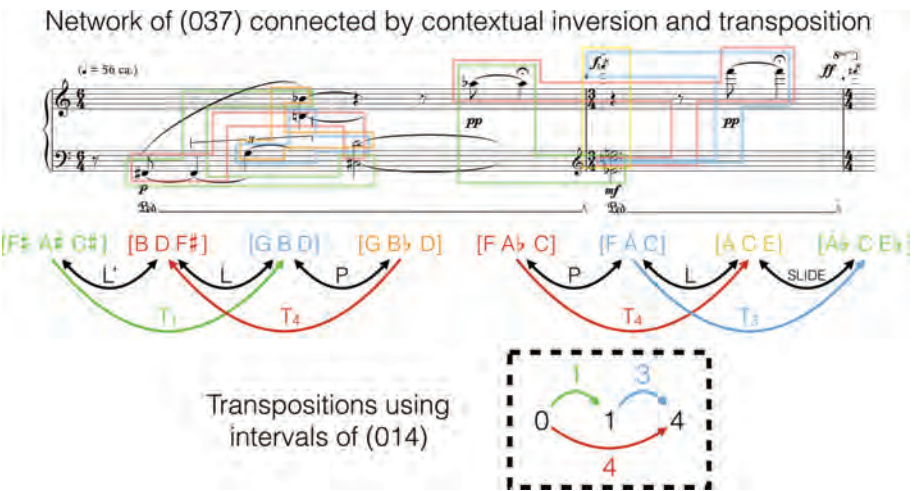 Network of (037) connected by contextual inversion and transposition
(♩ = 56 ca.)
pp
pp
ff
3
p
mf
[F♯ A♯ C♯] [B D F♯] [G B D] [G B♭ D] [F A♭ C] [F A C] [A C E] [A♭ C E♭]
L' L P P L SLIDE
T₁ T₄ T₄ T₃
Transpositions using
intervals of (014)
1 3
0 1 4
4